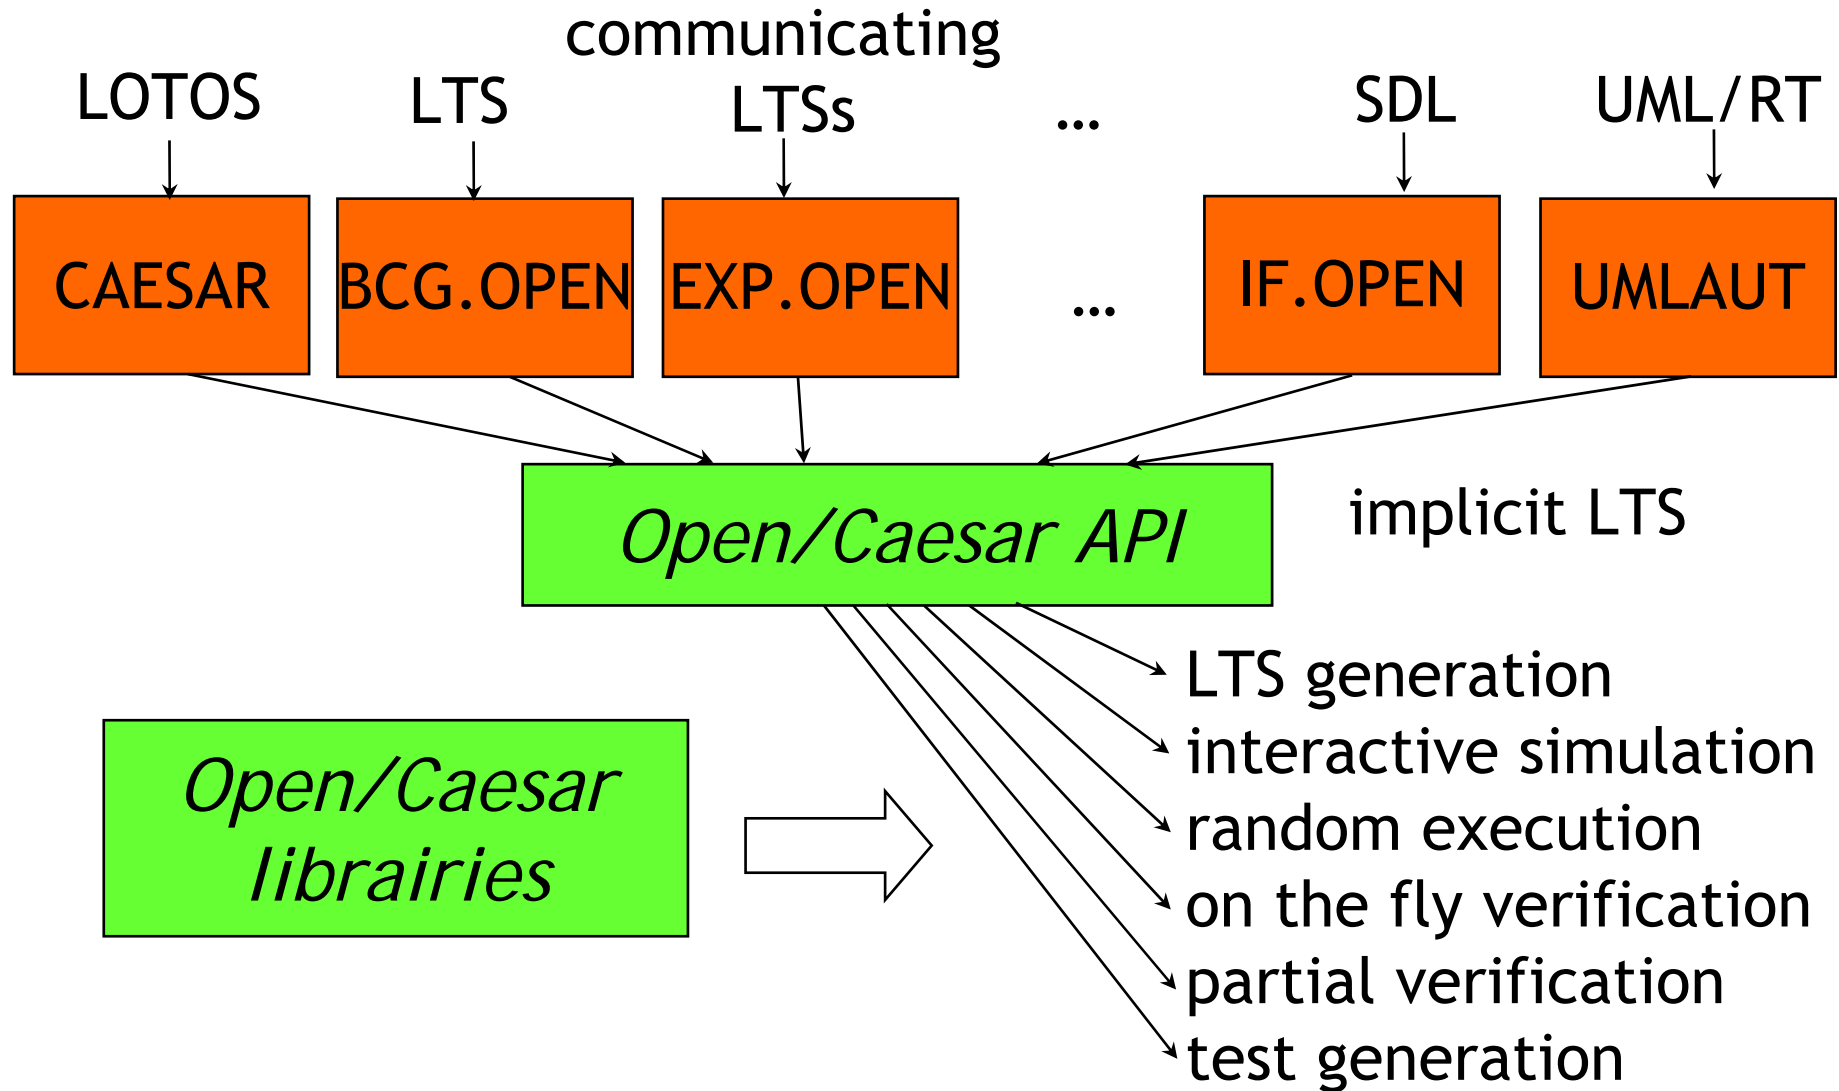 communicating
LOTOS LTS LTSs ... SDL UML/RT
CAESAR BCG.OPEN EXP.OPEN ... IF.OPEN UMLAUT
Open/Caesar API
implicit LTS
LTS generation
interactive simulation
random execution
on the fly verification
partial verification
test generation
Open/Caesar
librairies